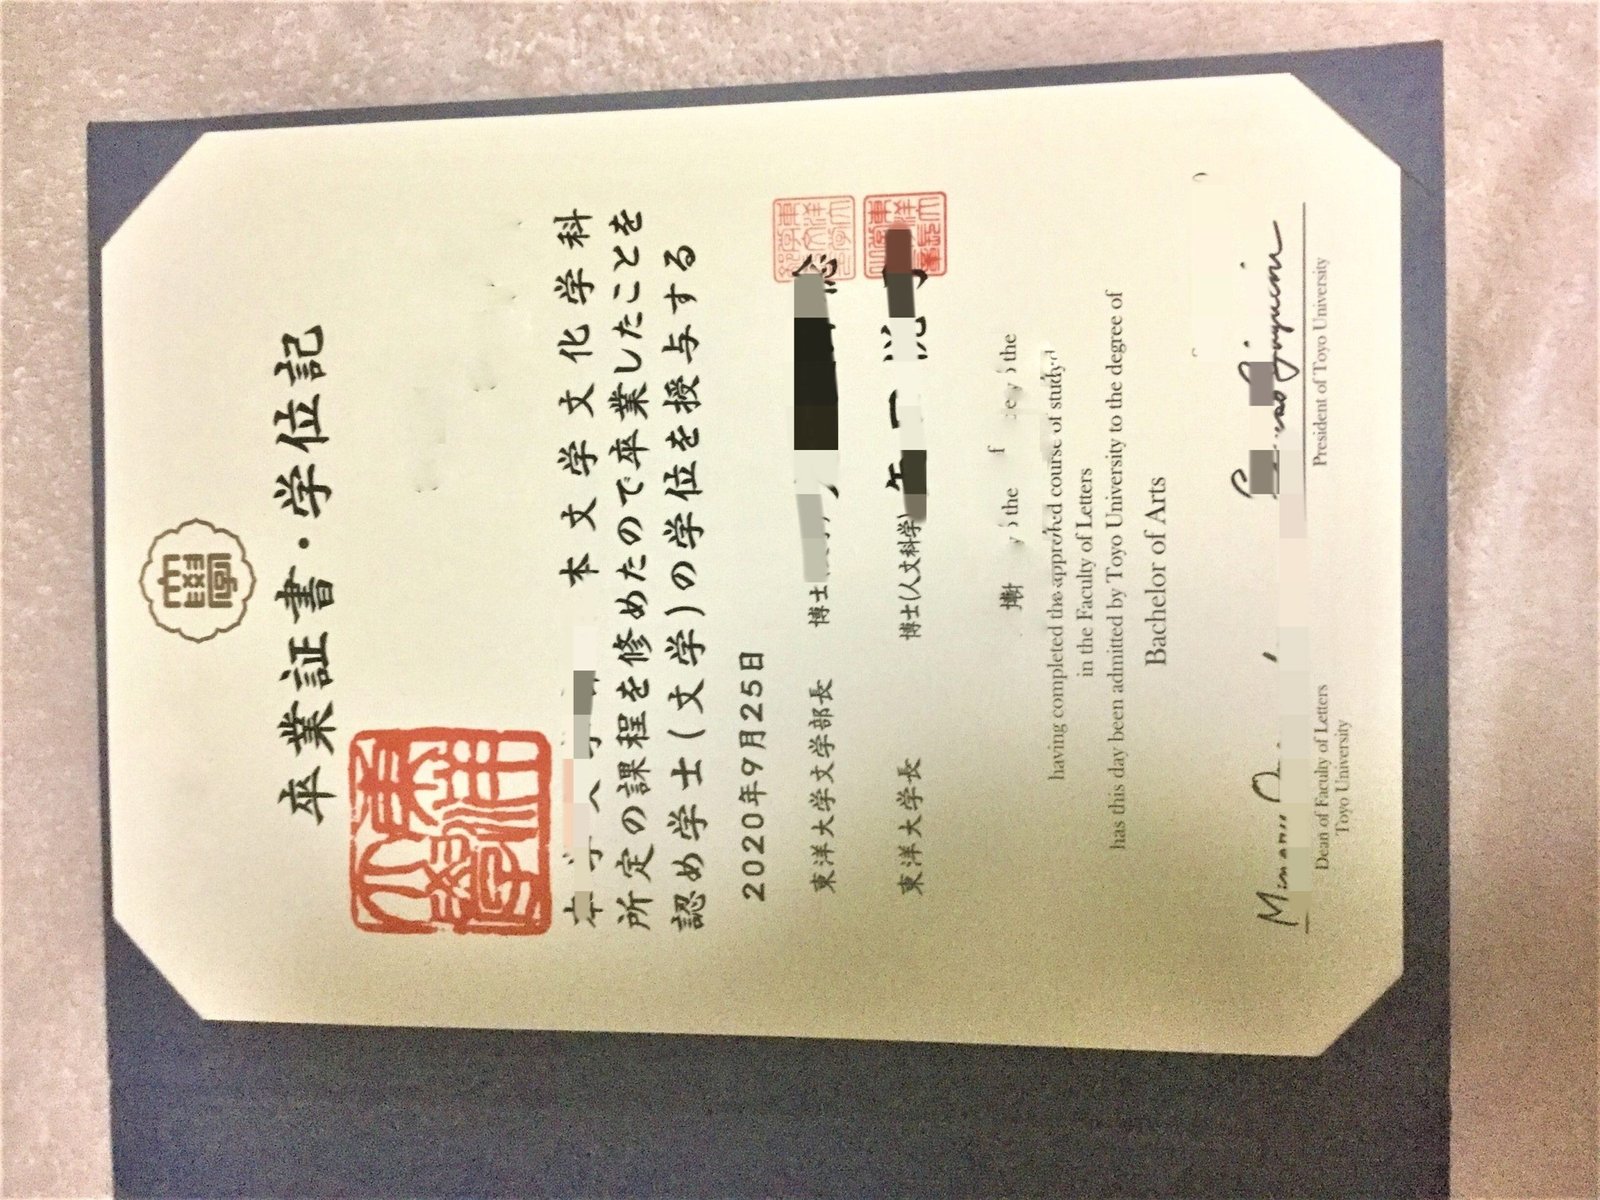 卒業証書・学位記
本文学文化学科
所定の課程を修めたので卒業したことを
認め学士(文学)の学位を授与する
2020年9月25日
東洋大学文学部長 博士
東洋大学長 博士(人文科学)
the
the
having completed the approved course of study
in the Faculty of Letters
has this day been admitted by Toyo University to the degree of
Bachelor of Arts
Dean of Faculty of Letters
Toyo University
President of Toyo University